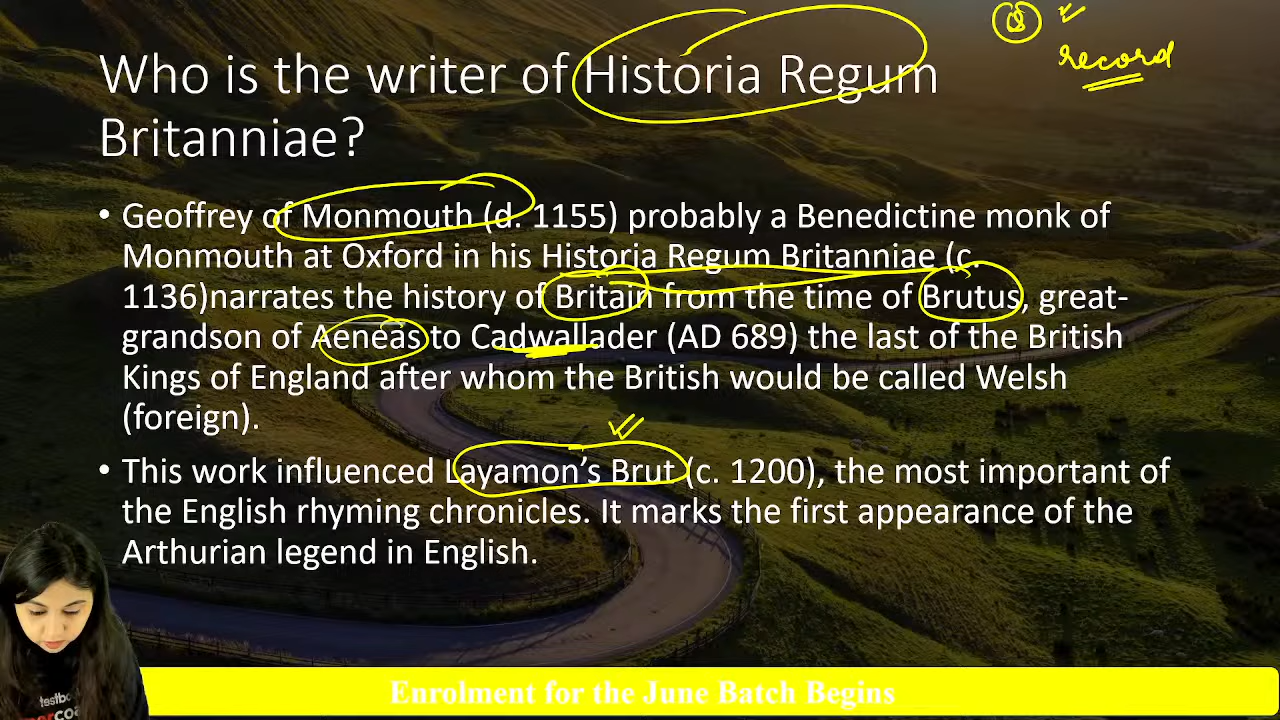 Who is the writer of Historia Regum
Britanniae?
record
• Geoffrey of Monmouth (d. 1155) probably a Benedictine monk of
Monmouth at Oxford in his Historia Regum Britanniae (c.
1136)narrates the history of Britain from the time of Brutus, great-
grandson of Aeneas to Cadwallader (AD 689) the last of the British
Kings of England after whom the British would be called Welsh
(foreign).
• This work influenced Layamon’s Brut (c. 1200), the most important of
the English rhyming chronicles. It marks the first appearance of the
Arthurian legend in English.
Enrolment for the June Batch Begins